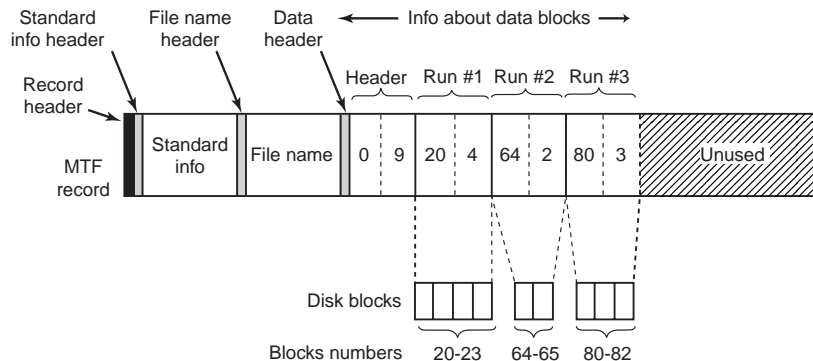 Standard
info header
File name
header
Data
header
Info about data blocks
Record
header
Header
Run #1
Run #2
Run #3
MTF
record
Standard
info
File name
0 9 20 4 64 2 80 3
Unused
Disk blocks
Blocks numbers 20-23 64-65 80-82